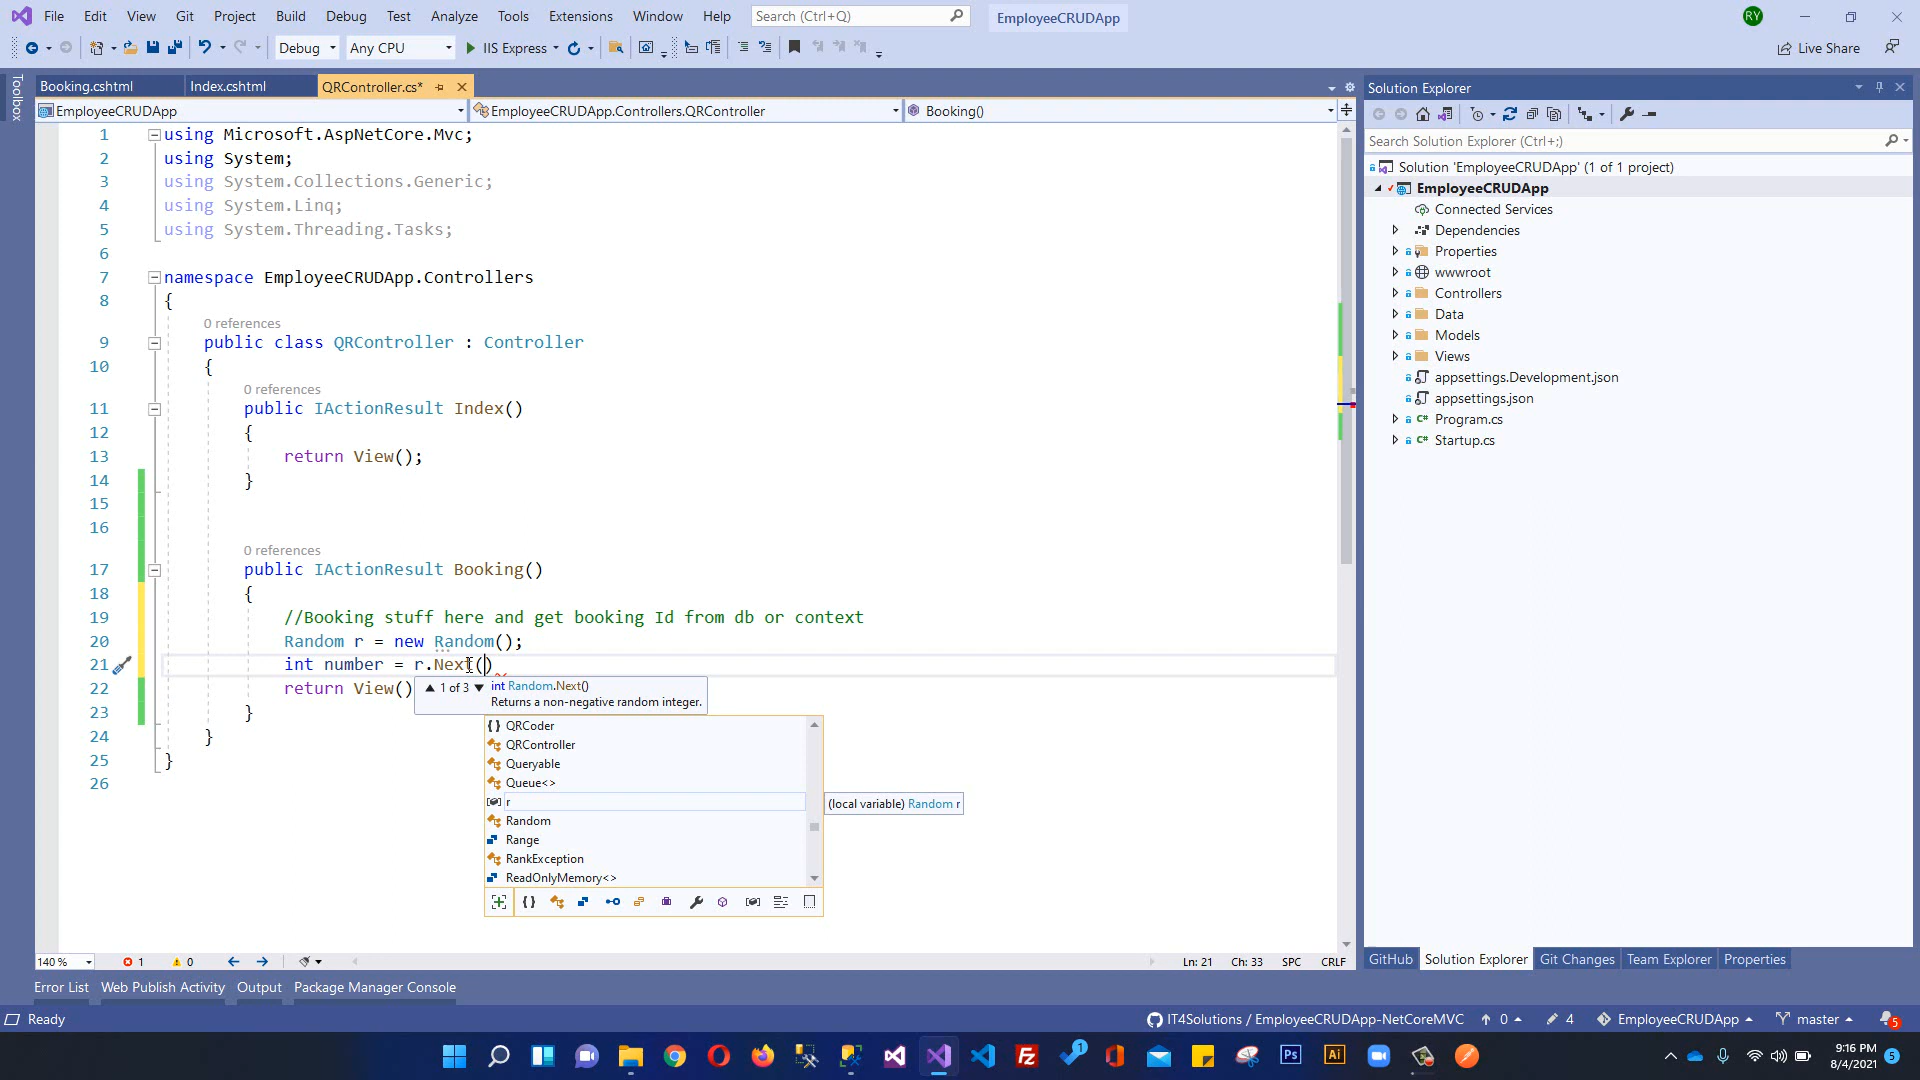 File Edit View Git Project Build Debug Test Analyze Tools Extensions Window Help Search (Ctrl+Q) EmployeeCRUDApp RY
Debug Any CPU IIS Express Live Share
Toolbox
Booking.cshtml Index.cshtml QRController.cs*
EmployeeCRUDApp EmployeeCRUDApp.Controllers.QRController Booking()
1 using Microsoft.AspNetCore.Mvc;
2 using System;
3 using System.Collections.Generic;
4 using System.Linq;
5 using System.Threading.Tasks;
6
7 namespace EmployeeCRUDApp.Controllers
8 {
0 references
9 public class QRController : Controller
10 {
0 references
11 public IActionResult Index()
12 {
13 return View();
14 }
15
16
0 references
17 public IActionResult Booking()
18 {
19 //Booking stuff here and get booking Id from db or context
20 Random r = new Random();
21 int number = r.Next()
22 return View()
23 }
24 }
25 }
26
1 of 3 int Random.Next()
Returns a non-negative random integer.
QRCoder
QRController
Queryable
Queue<>
r
Random
Range
RankException
ReadOnlyMemory<>
(local variable) Random r
140 % 1 0 Ln: 21 Ch: 33 SPC CRLF
Error List Web Publish Activity Output Package Manager Console
Solution Explorer
Search Solution Explorer (Ctrl+;)
Solution 'EmployeeCRUDApp' (1 of 1 project)
EmployeeCRUDApp
Connected Services
Dependencies
Properties
wwwroot
Controllers
Data
Models
Views
appsettings.Development.json
appsettings.json
C# Program.cs
C# Startup.cs
GitHub Solution Explorer Git Changes Team Explorer Properties
Ready IT4Solutions / EmployeeCRUDApp-NetCoreMVC 0 4 EmployeeCRUDApp master 5
Fz 1 Ps Ai
9:16 PM
8/4/2021 5